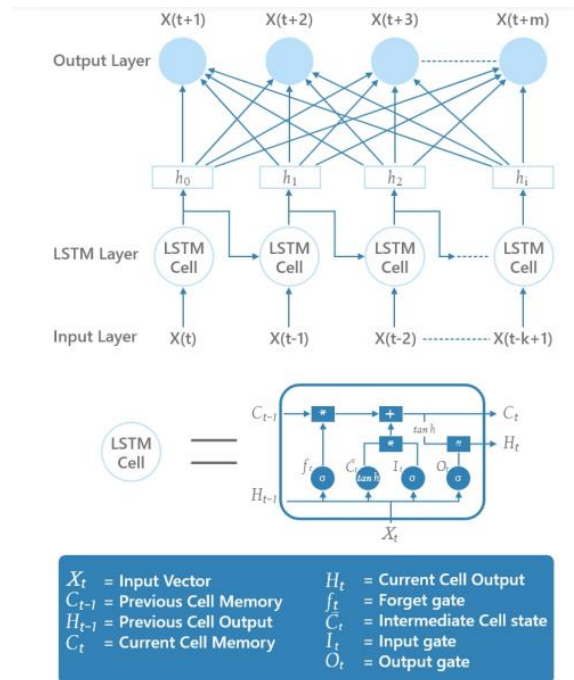 X(t+1) X(t+2) X(t+3) X(t+m)
Output Layer
h₀ h₁ h₂ hᵢ
LSTM Layer
LSTM Cell LSTM Cell LSTM Cell LSTM Cell
Input Layer X(t) X(t-1) X(t-2) X(t-k+1)
LSTM
Cell
Cₜ₋₁ * + Cₜ
tanh
* * Hₜ
fₜ C̃ₜ Iₜ Oₜ
σ tanh σ σ
Hₜ₋₁
Xₜ
Xₜ = Input Vector
Cₜ₋₁ = Previous Cell Memory
Hₜ₋₁ = Previous Cell Output
Cₜ = Current Cell Memory
Hₜ = Current Cell Output
fₜ = Forget gate
C̃ₜ = Intermediate Cell state
Iₜ = Input gate
Oₜ = Output gate